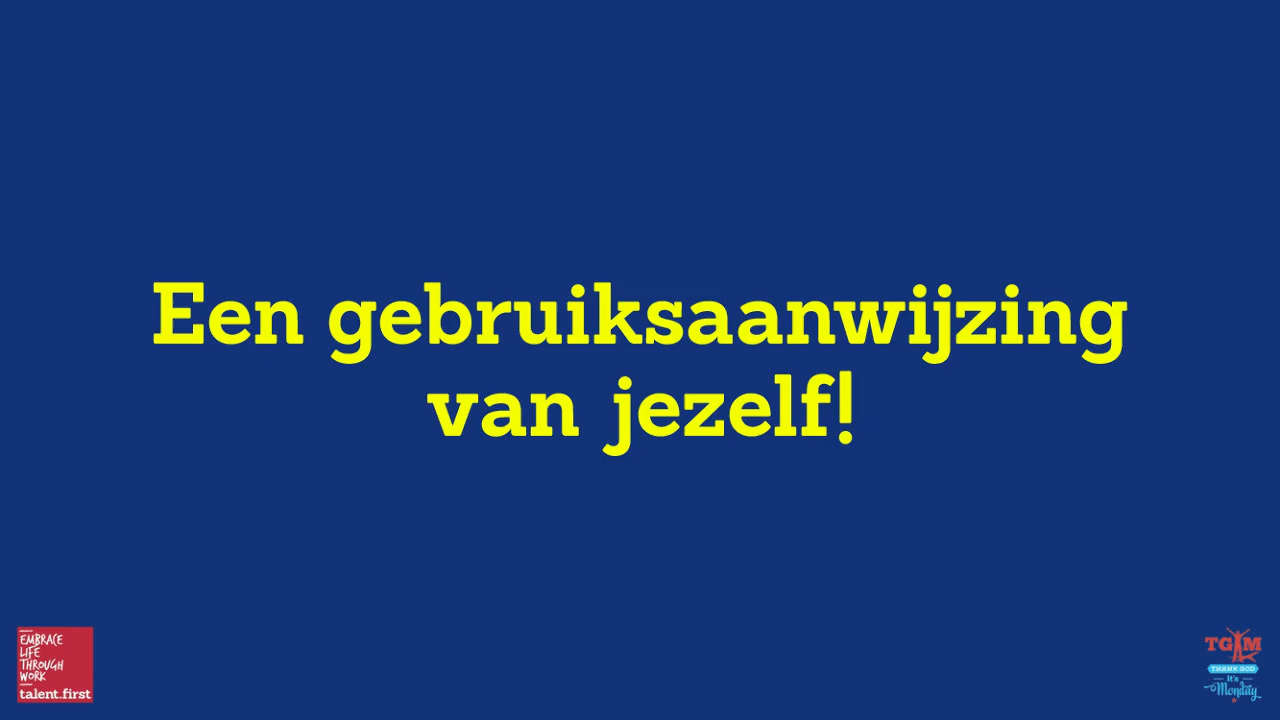 Een gebruiksaanwijzing
van jezelf!
EMBRACE
LIFE
THROUGH
WORK
talent.first
TGIM
THANK GOD
it's
Monday